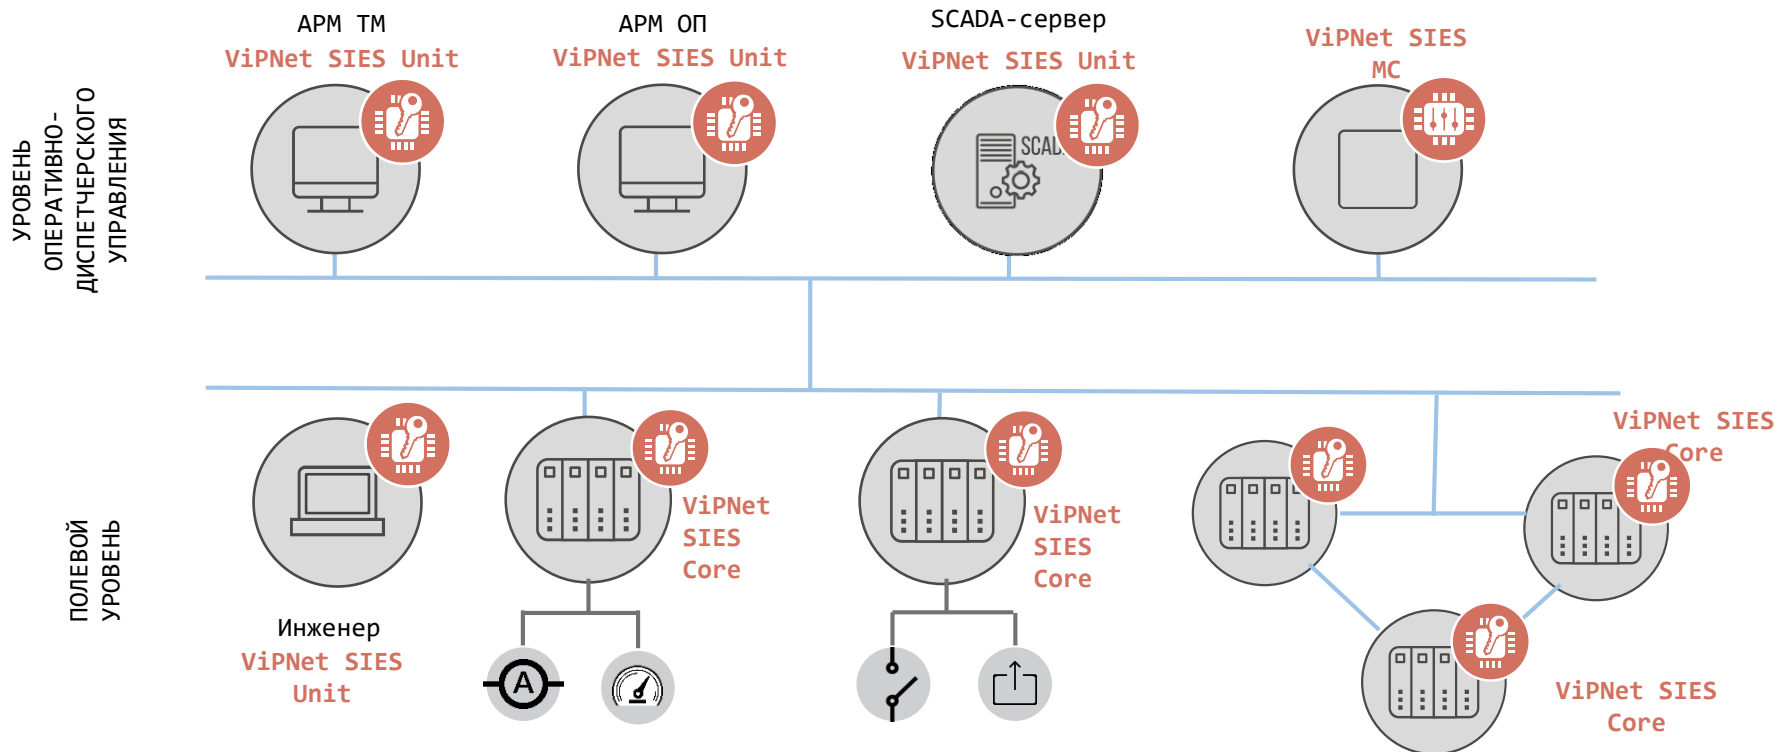 АРМ ТМ
ViPNet SIES Unit
АРМ ОП
ViPNet SIES Unit
SCADA-сервер
ViPNet SIES Unit
ViPNet SIES
MC
УРОВЕНЬ
ОПЕРАТИВНО-
ДИСПЕТЧЕРСКОГО
УПРАВЛЕНИЯ
SCADA
ПОЛЕВОЙ
УРОВЕНЬ
Инженер
ViPNet SIES
Unit
ViPNet
SIES
Core
A
ViPNet
SIES
Core
ViPNet SIES
Core
ViPNet SIES
Core